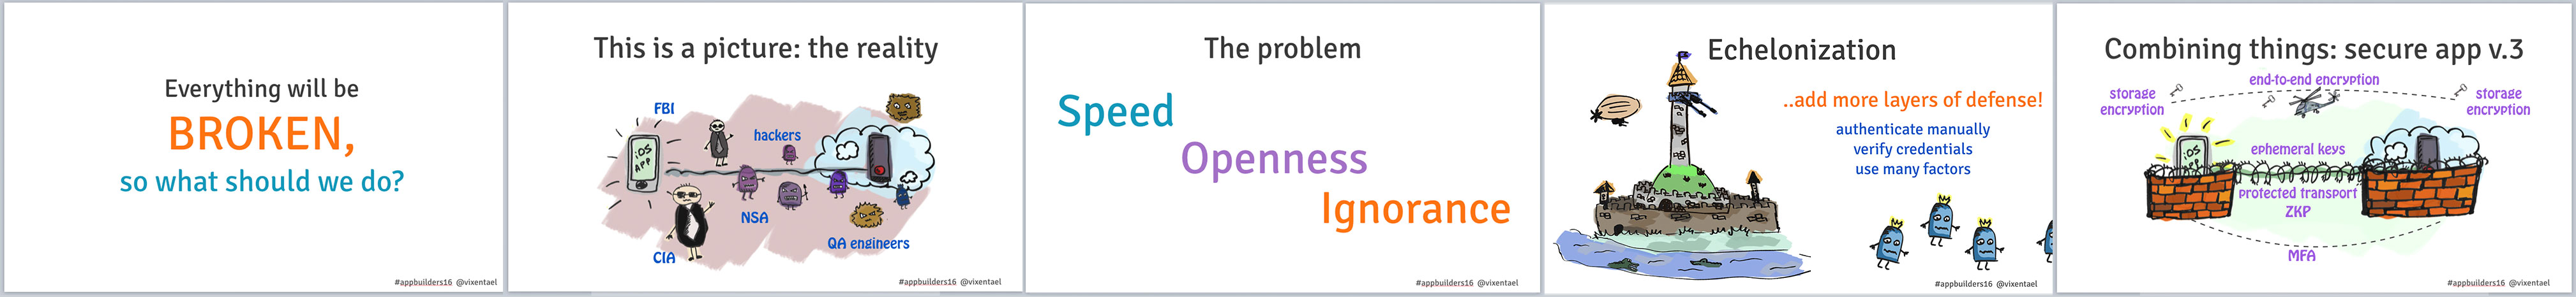 Everything will be
BROKEN,
so what should we do?
#appbuilders16 @vixentael
This is a picture: the reality
FBI
hackers
iOS
APP
NSA
QA engineers
CIA
#appbuilders16 @vixentael
The problem
Speed
Openness
Ignorance
#appbuilders16 @vixentael
Echelonization
..add more layers of defense!
authenticate manually
verify credentials
use many factors
#appbuilders16 @vixentael
Combining things: secure app v.3
end-to-end encryption
storage
encryption
storage
encryption
iOS
APP
ephemeral keys
protected transport
ZKP
MFA
#appbuilders16 @vixentael